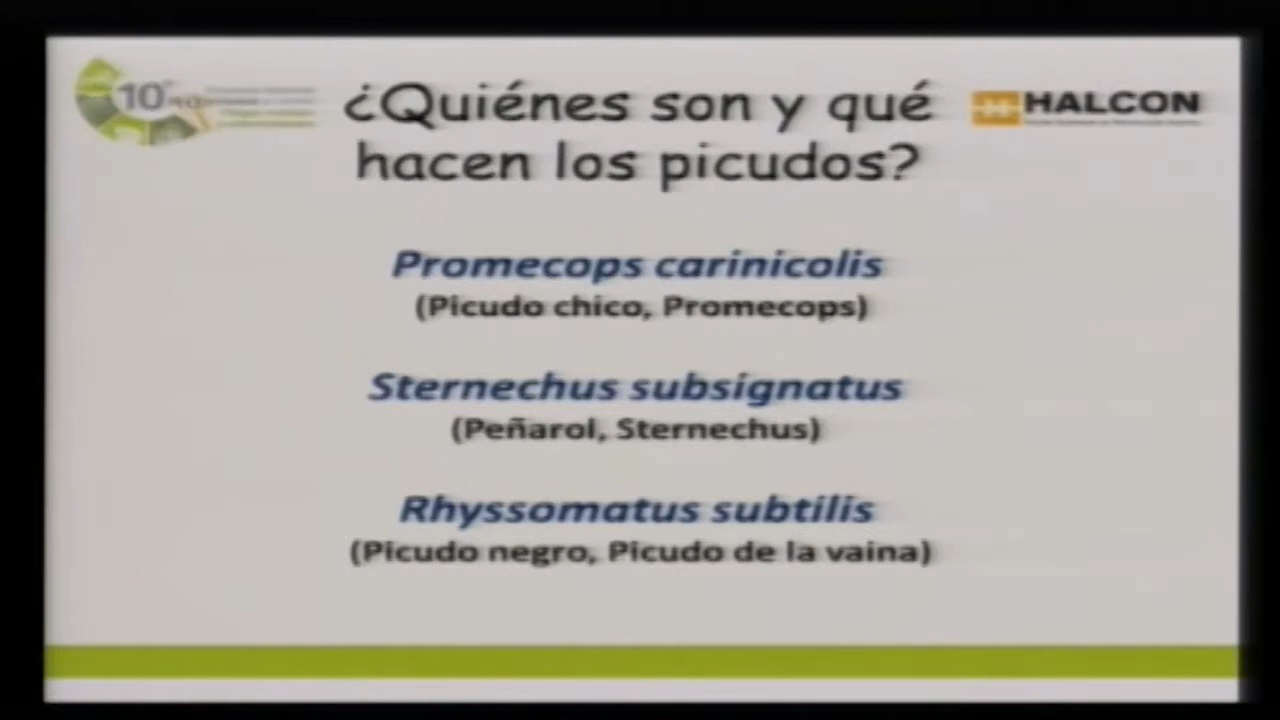 10º
¿Quiénes son y qué
hacen los picudos?
HALCON
Promecops carinicolis
(Picudo chico, Promecops)
Sternechus subsignatus
(Peñarol, Sternechus)
Rhyssomatus subtilis
(Picudo negro, Picudo de la vaina)